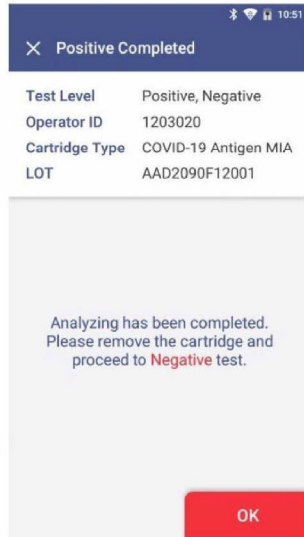 10:51
Positive Completed
Test Level Positive, Negative
Operator ID 1203020
Cartridge Type COVID-19 Antigen MIA
LOT AAD2090F12001
Analyzing has been completed.
Please remove the cartridge and
proceed to Negative test.
OK